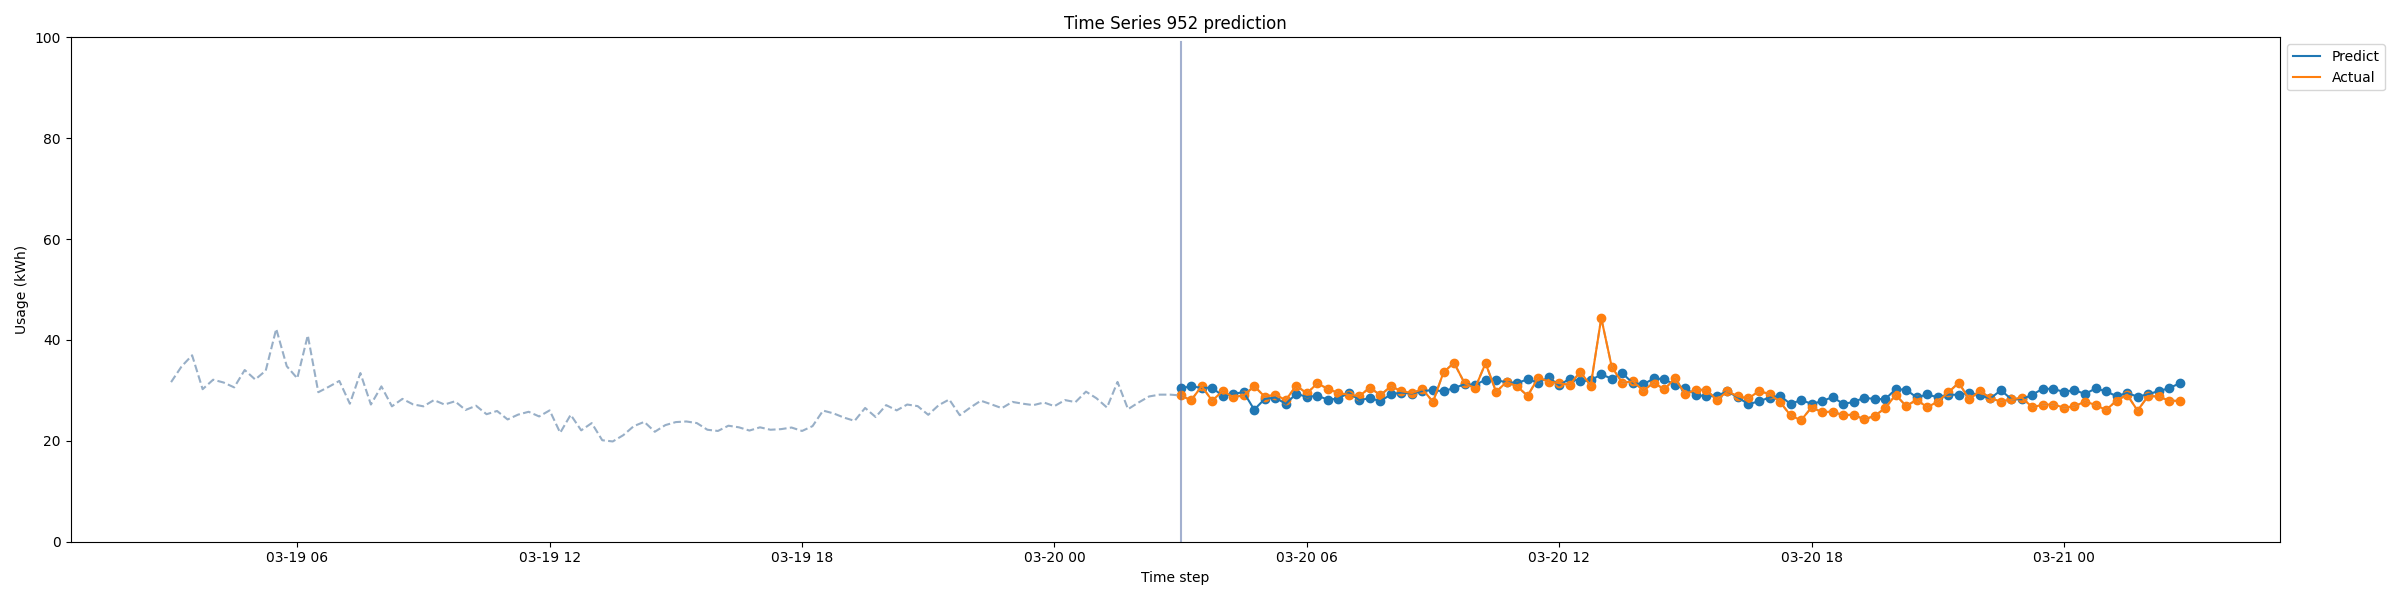 Time Series 952 prediction
Predict
Actual
Usage (kWh)
100
80
60
40
20
0
03-19 06
03-19 12
03-19 18
03-20 00
03-20 06
03-20 12
03-20 18
03-21 00
Time step